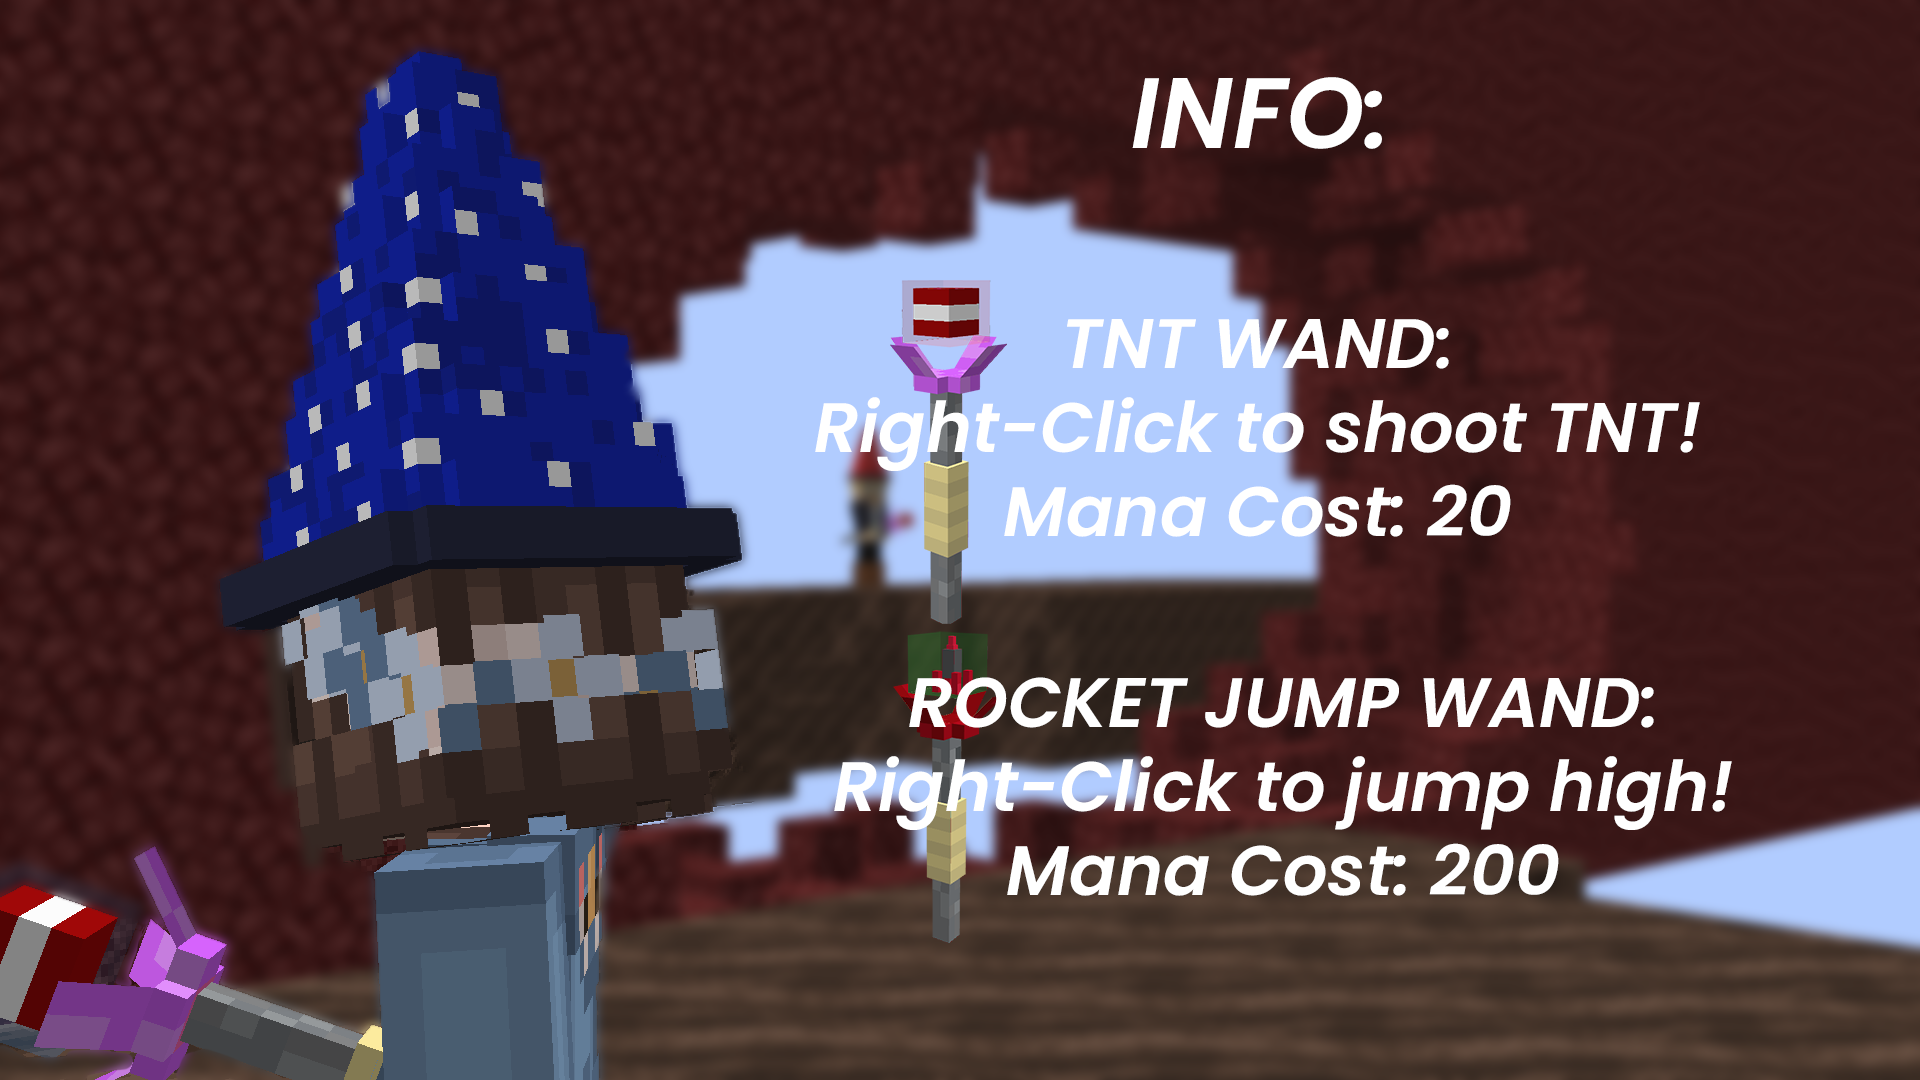 INFO:
TNT WAND:
Right-Click to shoot TNT!
Mana Cost: 20
ROCKET JUMP WAND:
Right-Click to jump high!
Mana Cost: 200